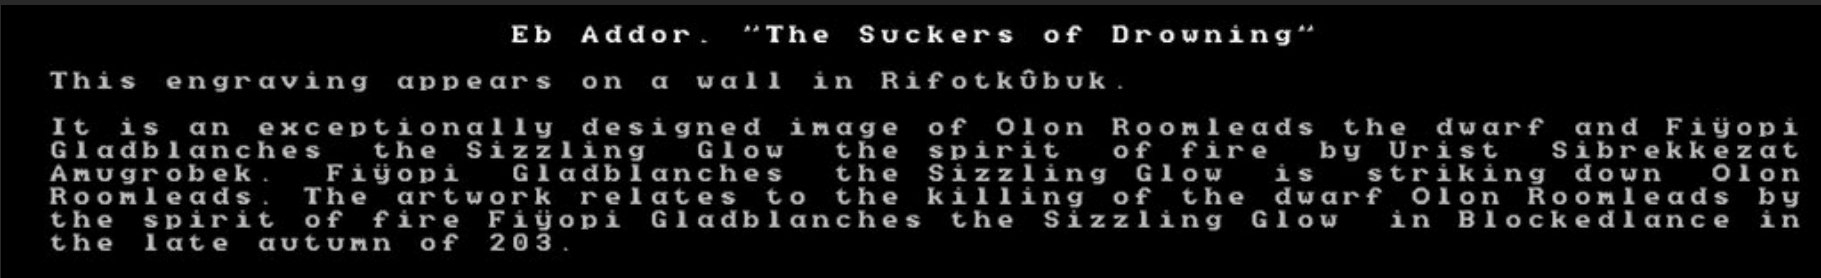 Eb Addor. "The Suckers of Drowning"
This engraving appears on a wall in Rifotkûbuk.
It is an exceptionally designed image of Olon Roomleads the dwarf and Fiÿopi
Gladblanches the Sizzling Glow the spirit of fire by Urist Sibrekkezat
Amugrobek. Fiÿopi Gladblanches the Sizzling Glow is striking down Olon
Roomleads. The artwork relates to the killing of the dwarf Olon Roomleads by
the spirit of fire Fiÿopi Gladblanches the Sizzling Glow in Blockedlance in
the late autumn of 203.